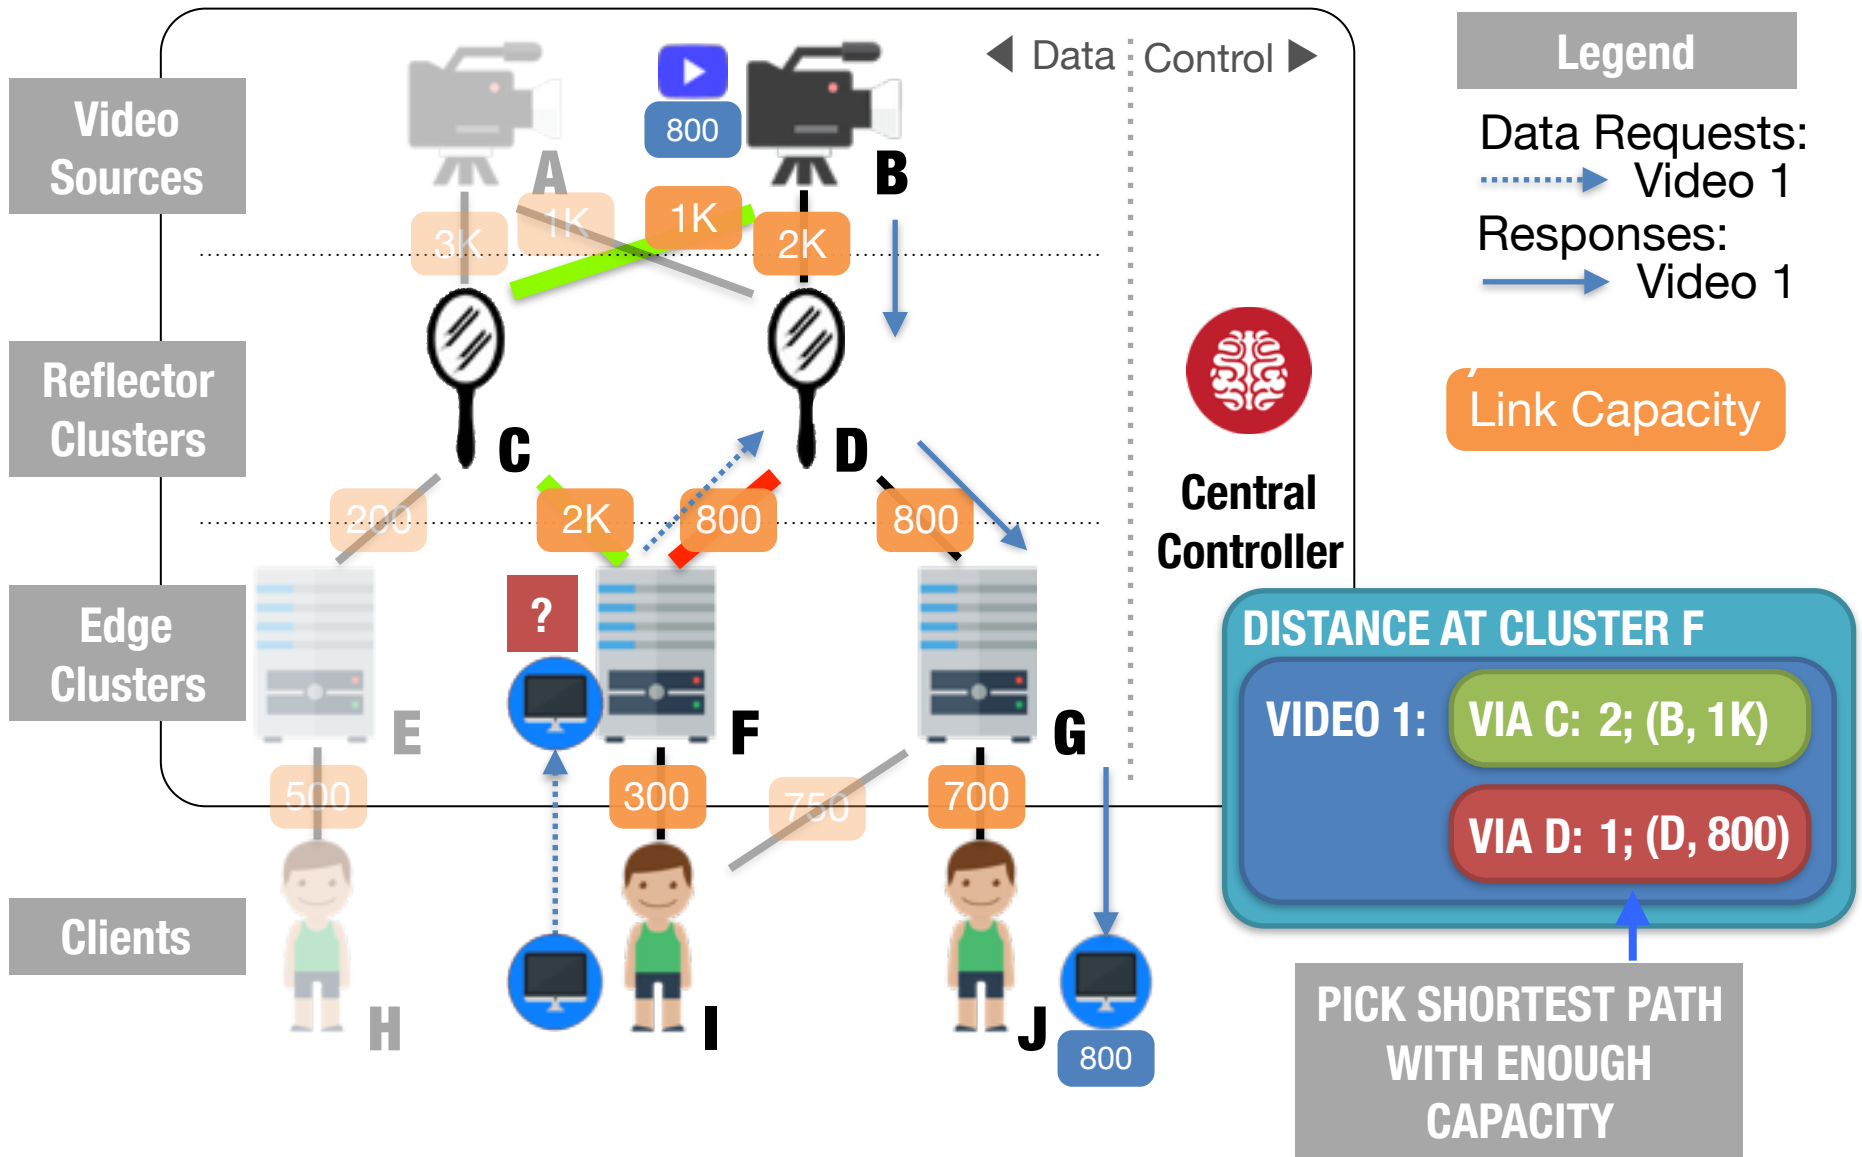 Video
Sources
Reflector
Clusters
Edge
Clusters
Clients
Data
Control
800
A
B
3K
1K
1K
2K
C
D
200
2K
800
800
?
E
F
G
500
300
750
700
H
I
J
800
Central
Controller
Legend
Data Requests:
Video 1
Responses:
Video 1
Link Capacity
DISTANCE AT CLUSTER F
VIDEO 1:
VIA C: 2; (B, 1K)
VIA D: 1; (D, 800)
PICK SHORTEST PATH
WITH ENOUGH
CAPACITY